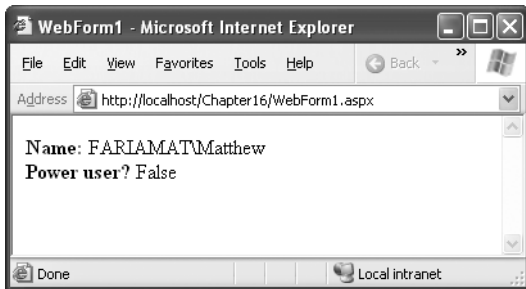 WebForm1 - Microsoft Internet Explorer
File Edit View Favorites Tools Help Back »
Address http://localhost/Chapter16/WebForm1.aspx
Name: FARIAMAT\Matthew
Power user? False
Done Local intranet